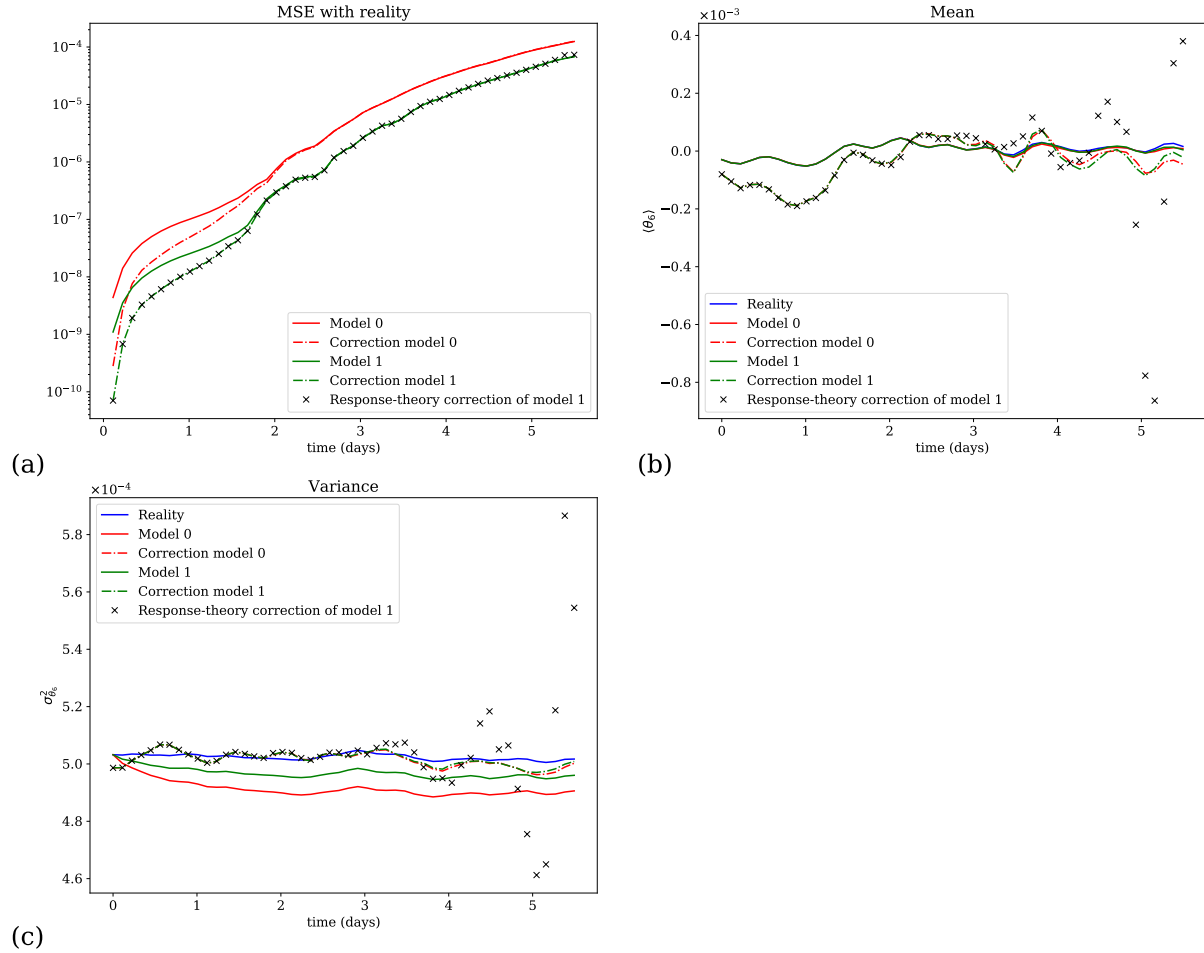 MSE with reality
10⁻⁴
10⁻⁵
10⁻⁶
10⁻⁷
10⁻⁸
10⁻⁹
10⁻¹⁰
Model 0
Correction model 0
Model 1
Correction model 1
Response-theory correction of model 1
0 1 2 3 4 5
time (days)
(a)
Mean
×10⁻³
0.4
0.2
0.0
−0.2
−0.4
−0.6
−0.8
⟨θ₆⟩
Reality
Model 0
Correction model 0
Model 1
Correction model 1
Response-theory correction of model 1
0 1 2 3 4 5
time (days)
(b)
Variance
×10⁻⁴
Reality
Model 0
Correction model 0
Model 1
Correction model 1
Response-theory correction of model 1
5.8
5.6
5.4
5.2
5.0
4.8
4.6
σ²θ₆
0 1 2 3 4 5
time (days)
(c)